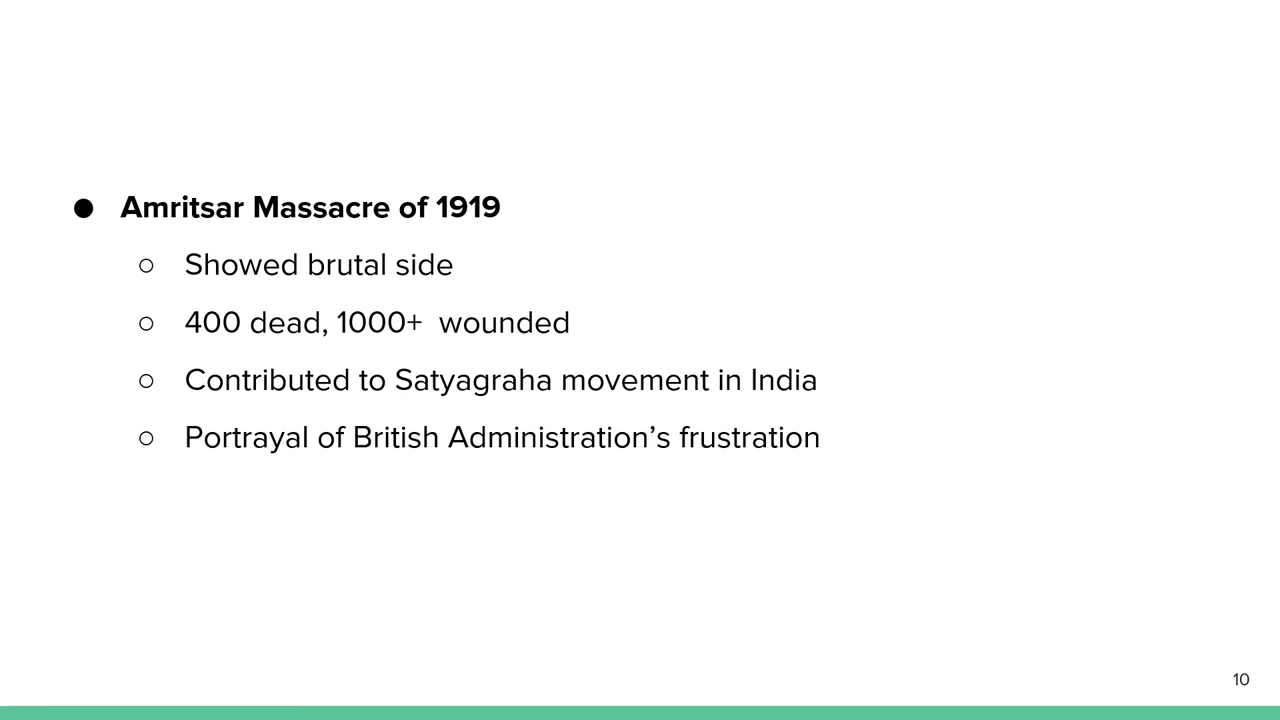 ● Amritsar Massacre of 1919
○ Showed brutal side
○ 400 dead, 1000+  wounded
○ Contributed to Satyagraha movement in India
○ Portrayal of British Administration’s frustration
10